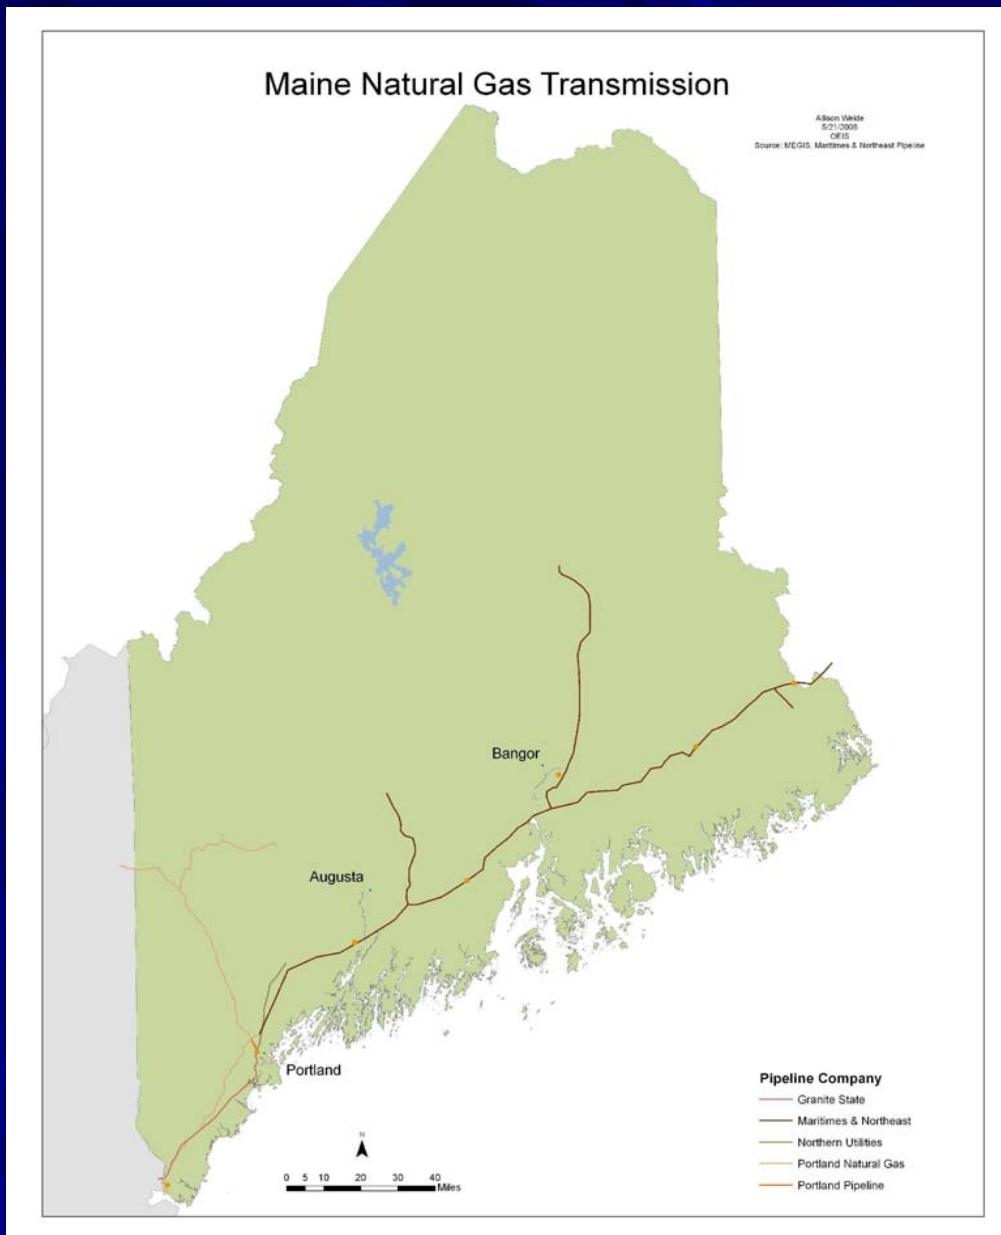 Maine Natural Gas Transmission
Allison Weide
5/21/2008
OEIS
Source: MEGIS, Maritimes & Northeast Pipeline
Bangor
Augusta
Portland
Pipeline Company
Granite State
Maritimes & Northeast
Northern Utilities
Portland Natural Gas
Portland Pipeline
N
0 5 10 20 30 40
Miles